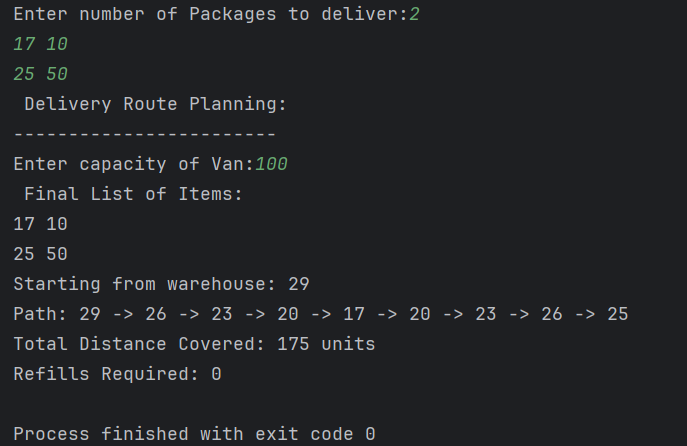 Enter number of Packages to deliver:2
17 10
25 50
Delivery Route Planning:
------------------------
Enter capacity of Van:100
Final List of Items:
17 10
25 50
Starting from warehouse: 29
Path: 29 -> 26 -> 23 -> 20 -> 17 -> 20 -> 23 -> 26 -> 25
Total Distance Covered: 175 units
Refills Required: 0
Process finished with exit code 0